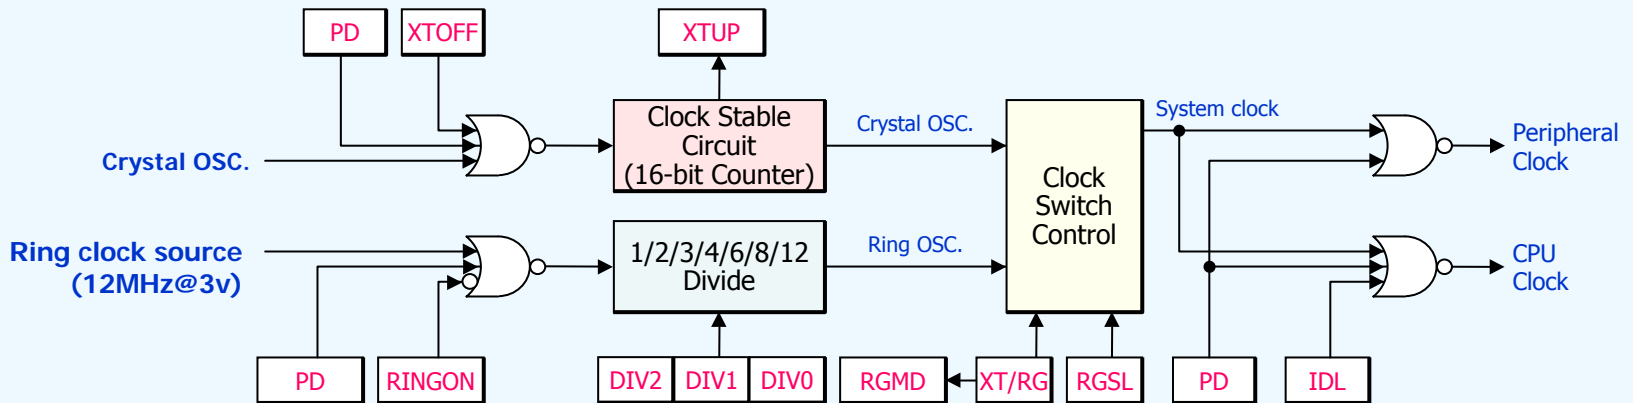 PD
XTOFF
XTUP
Crystal OSC.
Clock Stable
Circuit
(16-bit Counter)
Crystal OSC.
Clock
Switch
Control
System clock
Peripheral
Clock
Ring clock source
(12MHz@3v)
1/2/3/4/6/8/12
Divide
Ring OSC.
CPU
Clock
PD
RINGON
DIV2
DIV1
DIV0
RGMD
XT/RG
RGSL
PD
IDL